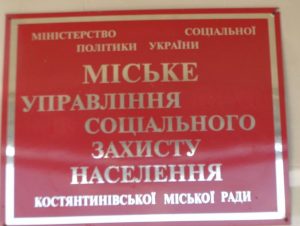 МІНІСТЕРСТВО СОЦІАЛЬНОЇ
ПОЛІТИКИ УКРАЇНИ
МІСЬКЕ
УПРАВЛІННЯ
СОЦІАЛЬНОГО
ЗАХИСТУ
НАСЕЛЕННЯ
КОСТЯНТИНІВСЬКОЇ МІСЬКОЇ РАДИ